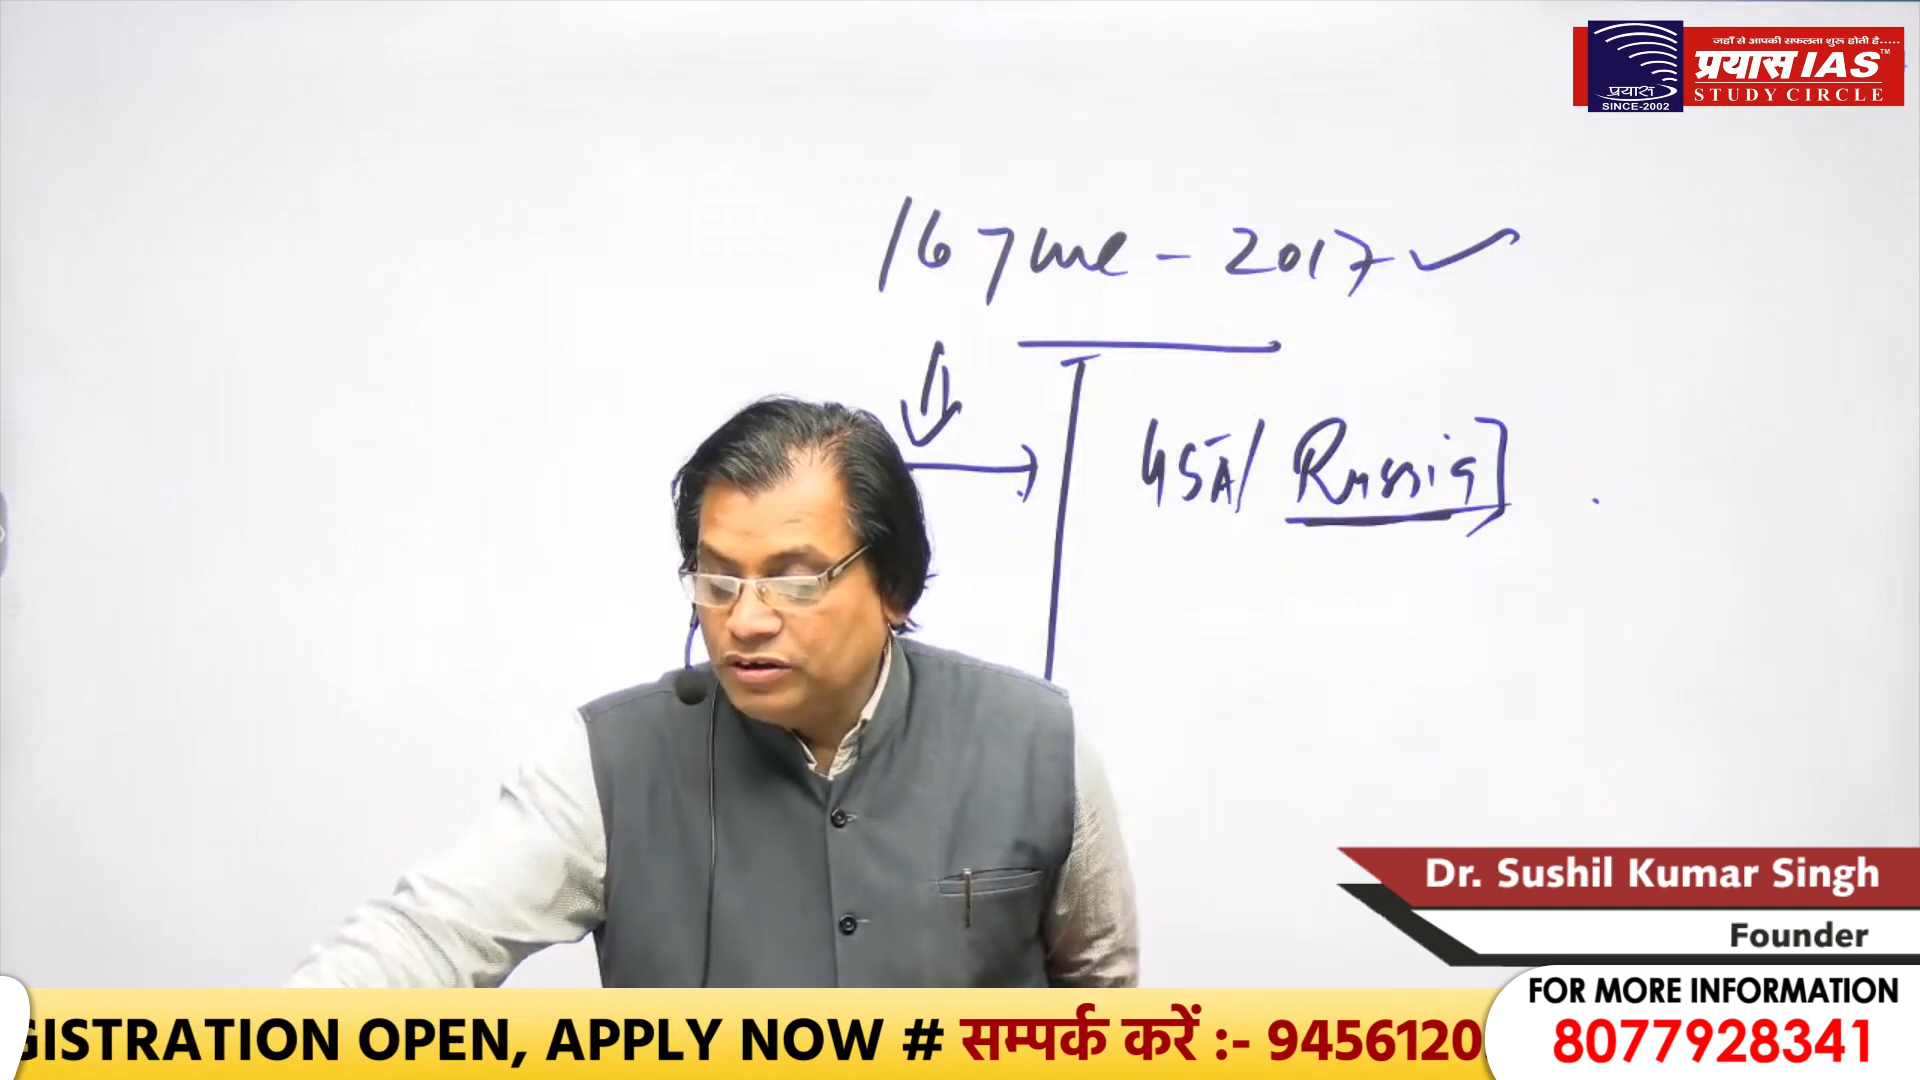 जहाँ से आपकी सफलता शुरू होती है.....
प्रयास IAS™
STUDY CIRCLE
प्रयास
SINCE-2002
16 June - 2017
USA/ Russia]
Dr. Sushil Kumar Singh
Founder
FOR MORE INFORMATION
8077928341
GISTRATION OPEN, APPLY NOW # सम्पर्क करें :- 9456120